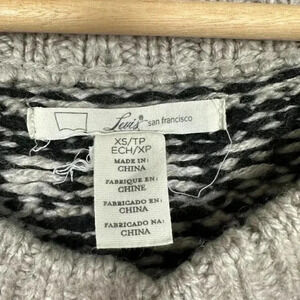 Levi's® san francisco
XS/TP
ECH/XP
MADE IN:
CHINA
FABRIQUE EN:
CHINE
FABRICADO EN:
CHINA
FABRICADO NA:
CHINA